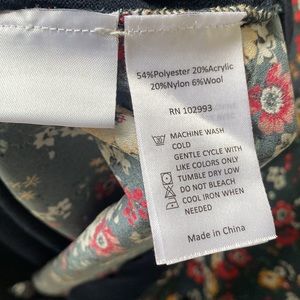 54%Polyester 20%Acrylic
20%Nylon 6%Wool
RN 102993
MACHINE WASH
COLD
GENTLE CYCLE WITH
LIKE COLORS ONLY
TUMBLE DRY LOW
DO NOT BLEACH
COOL IRON WHEN
NEEDED
Made in China